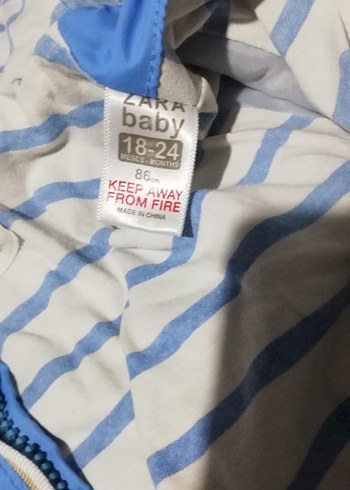 ZARA
baby
18-24
MESES - MONTHS
86cm
KEEP AWAY
FROM FIRE
MADE IN CHINA